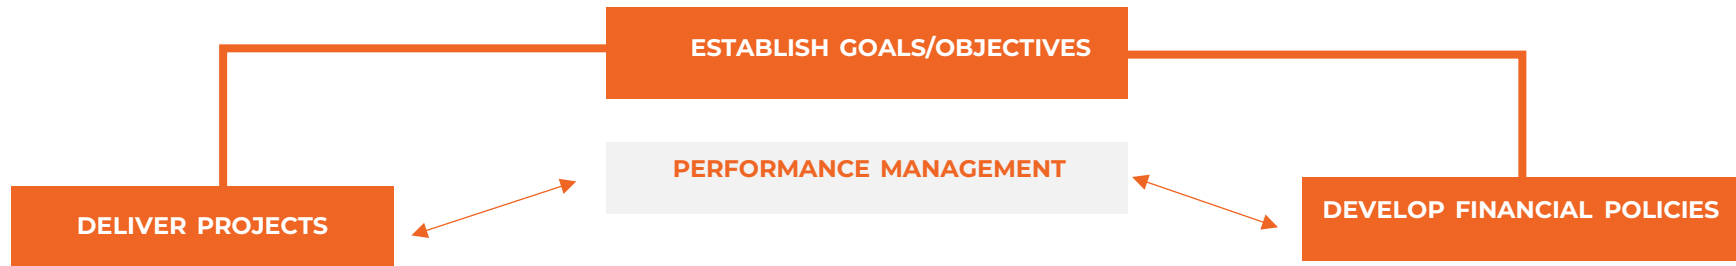 ESTABLISH GOALS/OBJECTIVES
PERFORMANCE MANAGEMENT
DELIVER PROJECTS
DEVELOP FINANCIAL POLICIES